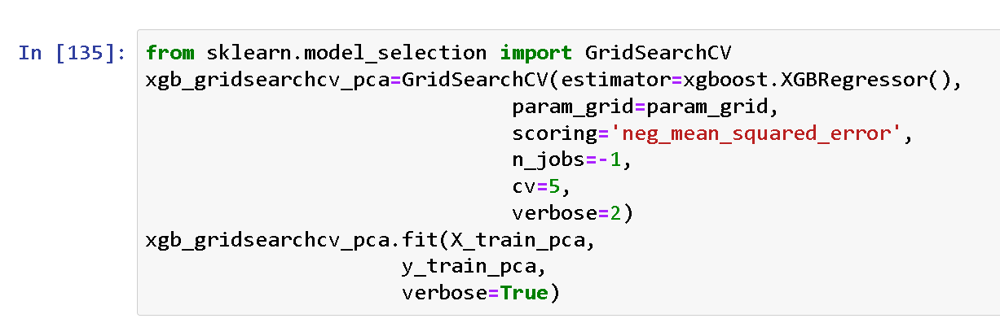 In [135]: from sklearn.model_selection import GridSearchCV
xgb_gridsearchcv_pca=GridSearchCV(estimator=xgboost.XGBRegressor(),
param_grid=param_grid,
scoring='neg_mean_squared_error',
n_jobs=-1,
cv=5,
verbose=2)
xgb_gridsearchcv_pca.fit(X_train_pca,
y_train_pca,
verbose=True)